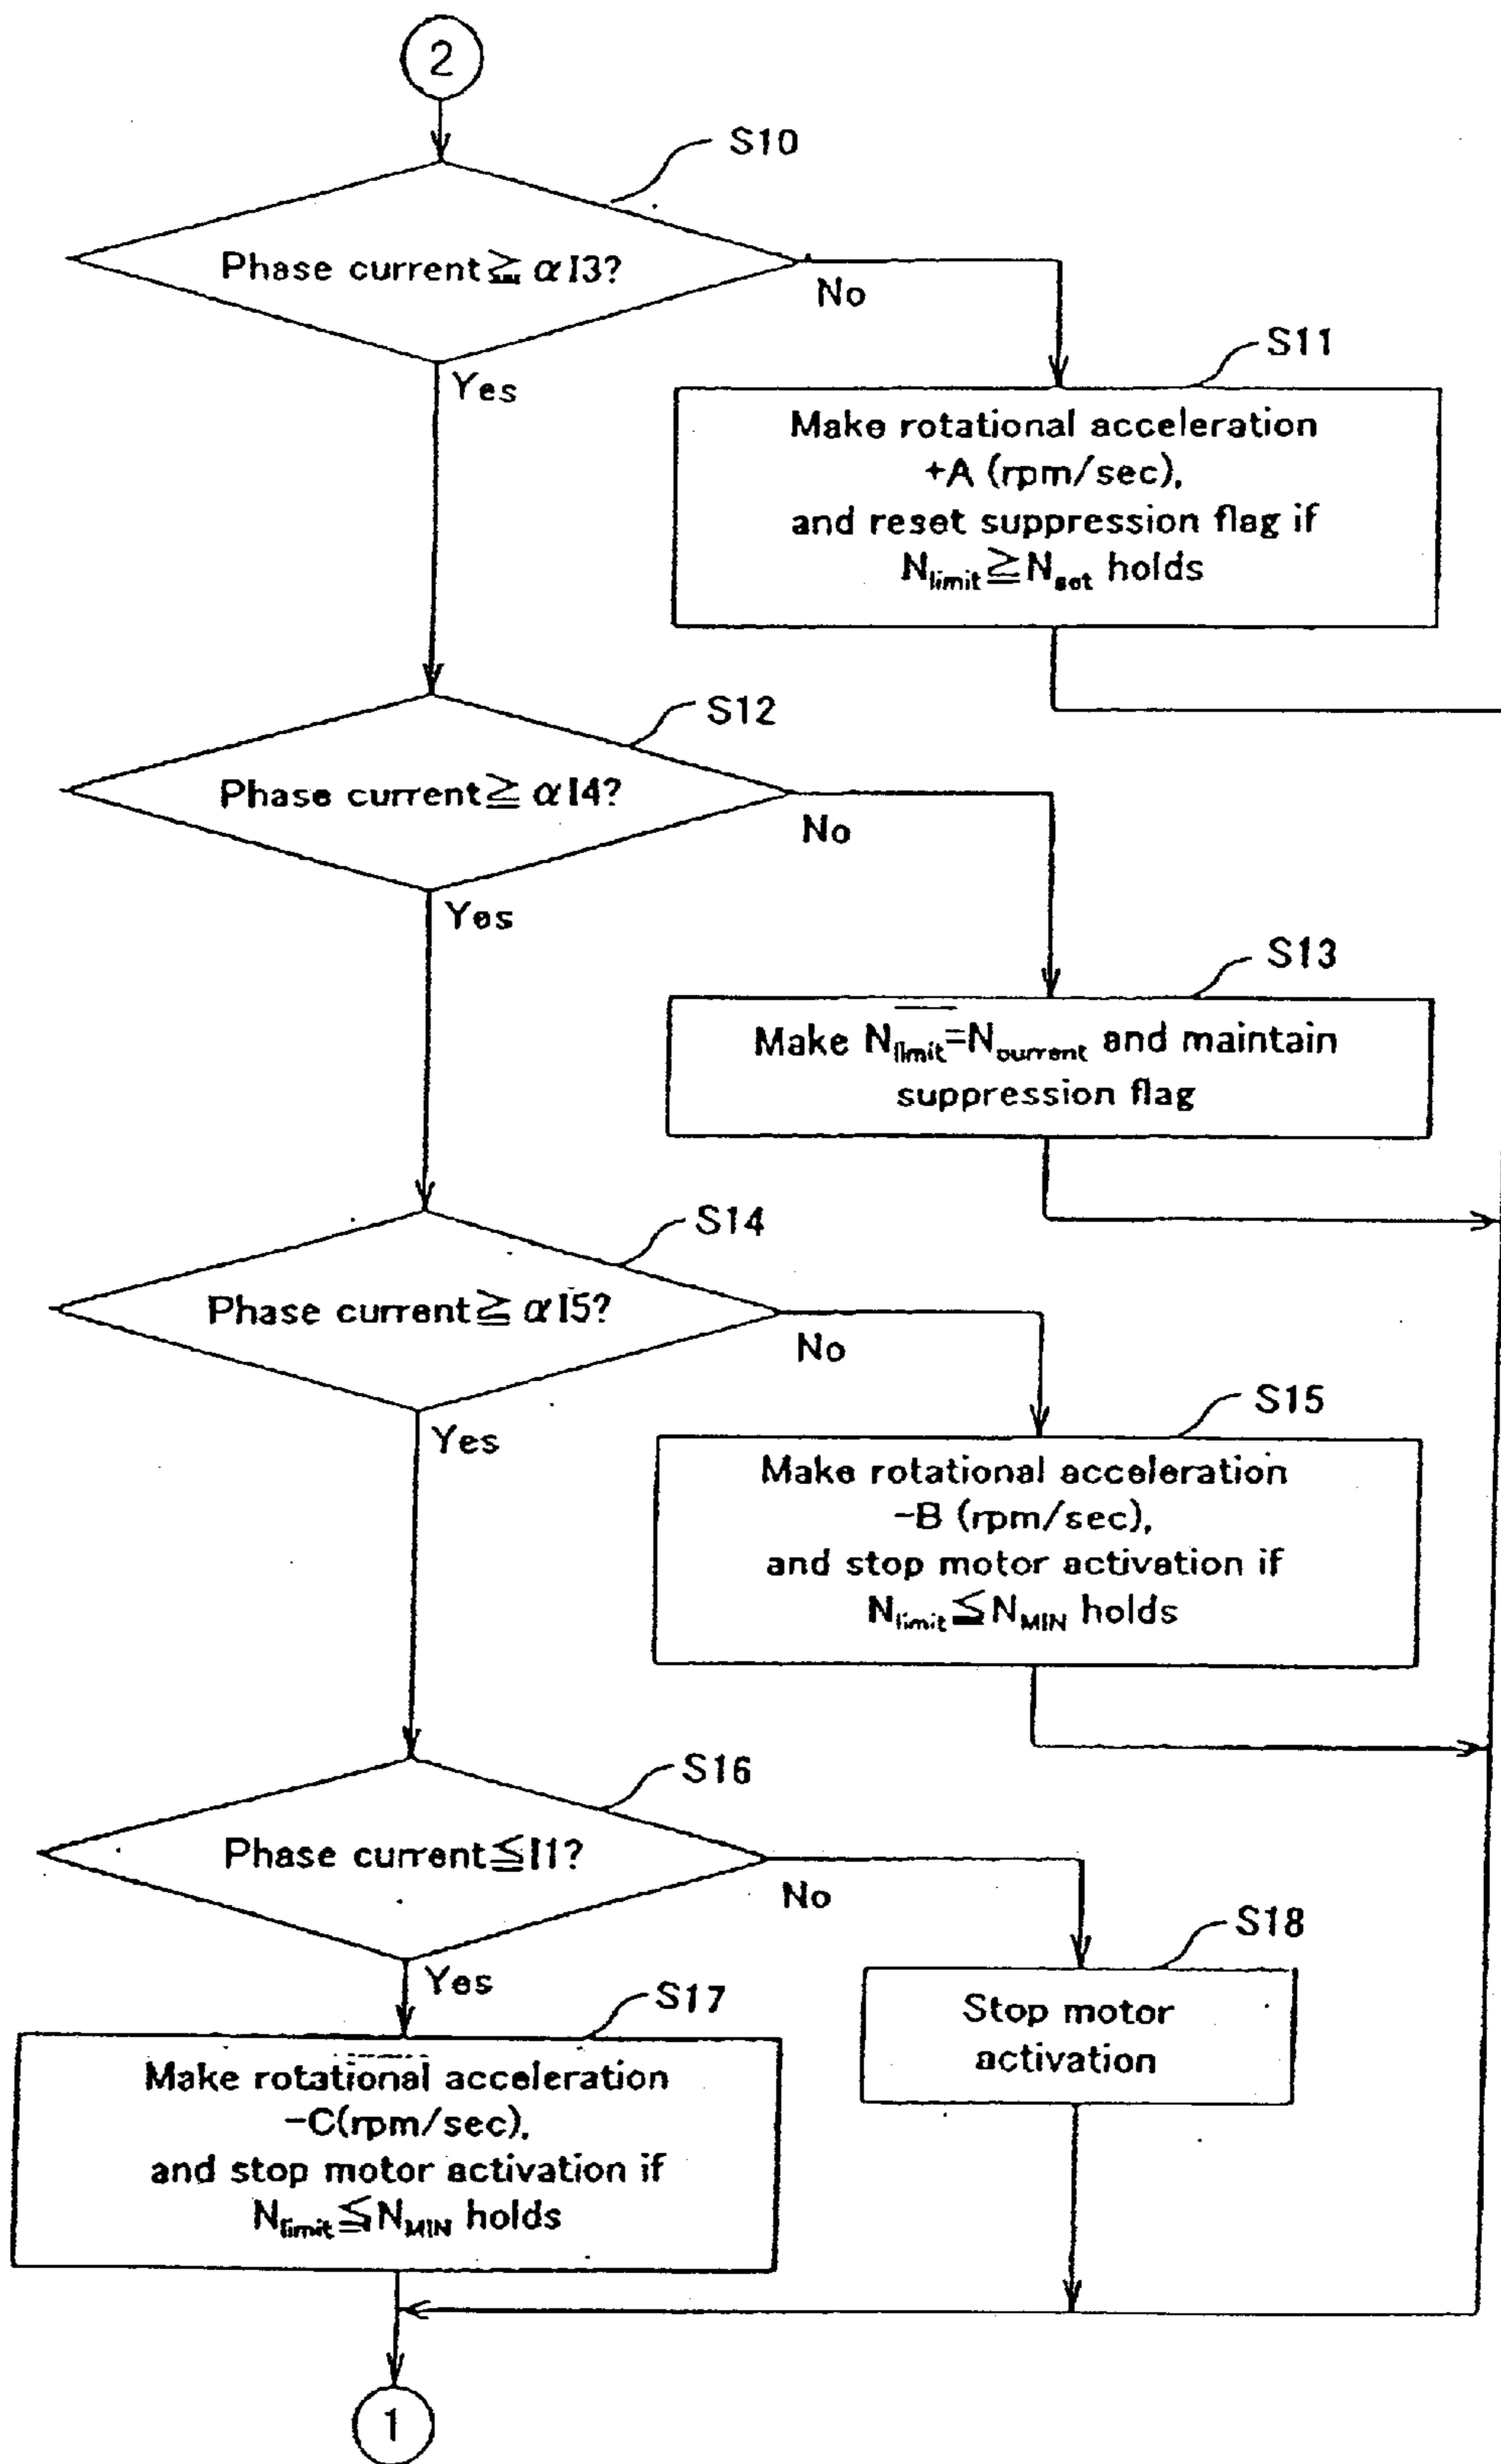 2
S10
Phase current≧ αI3?
No
Yes
S11
Make rotational acceleration
+A (rpm/sec),
and reset suppression flag if
Nlimit≧Nset holds
S12
Phase current≧ αI4?
No
Yes
S13
Make Nlimit=Ncurrent and maintain
suppression flag
S14
Phase current≧ αI5?
No
Yes
S15
Make rotational acceleration
-B (rpm/sec),
and stop motor activation if
Nlimit≦NMIN holds
S16
Phase current≦I1?
No
Yes
S17
S18
Make rotational acceleration
-C(rpm/sec),
and stop motor activation if
Nlimit≦NMIN holds
Stop motor
activation
1